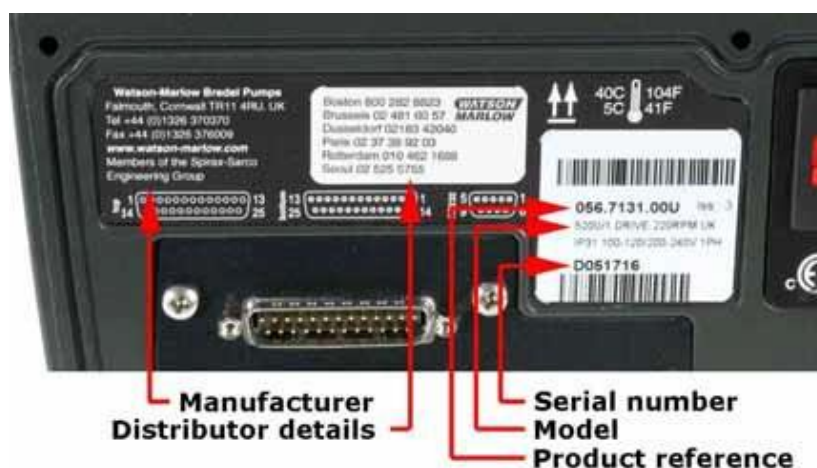 Watson-Marlow Bredel Pumps
Falmouth, Cornwall TR11 4RU. UK
Tel +44 (0)1326 370370
Fax +44 (0)1326 376009
www.watson-marlow.com
Members of the Spirax-Sarco
Engineering Group
Boston 800 282 8823
Brussels 02 481 60 57
Dusseldorf 02183 42040
Paris 02 37 38 92 03
Rotterdam 010 462 1688
Seoul 02 525 5755
WATSON
MARLOW
40C 104F
5C 41F
1 13
14 25
13 1
25 14
5 1
9 6
056.7131.00U Iss: 3
520U/1 DRIVE 220RPM UK
IP31 100-120/200-240V 1PH
D051716
Manufacturer
Distributor details
Serial number
Model
Product reference